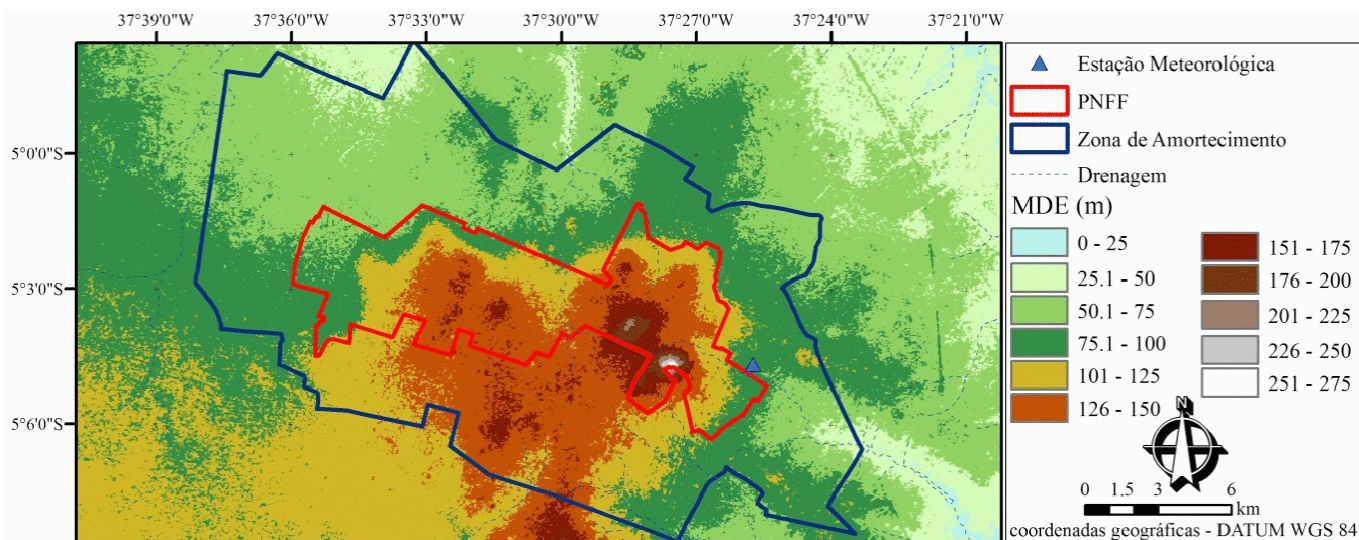 37°39'0"W 37°36'0"W 37°33'0"W 37°30'0"W 37°27'0"W 37°24'0"W 37°21'0"W
5°0'0"S
5°3'0"S
5°6'0"S
Estação Meteorológica
PNFF
Zona de Amortecimento
Drenagem
MDE (m)
0 - 25
25.1 - 50
50.1 - 75
75.1 - 100
101 - 125
126 - 150
151 - 175
176 - 200
201 - 225
226 - 250
251 - 275
N
0 1,5 3 6
km
coordenadas geográficas - DATUM WGS 84